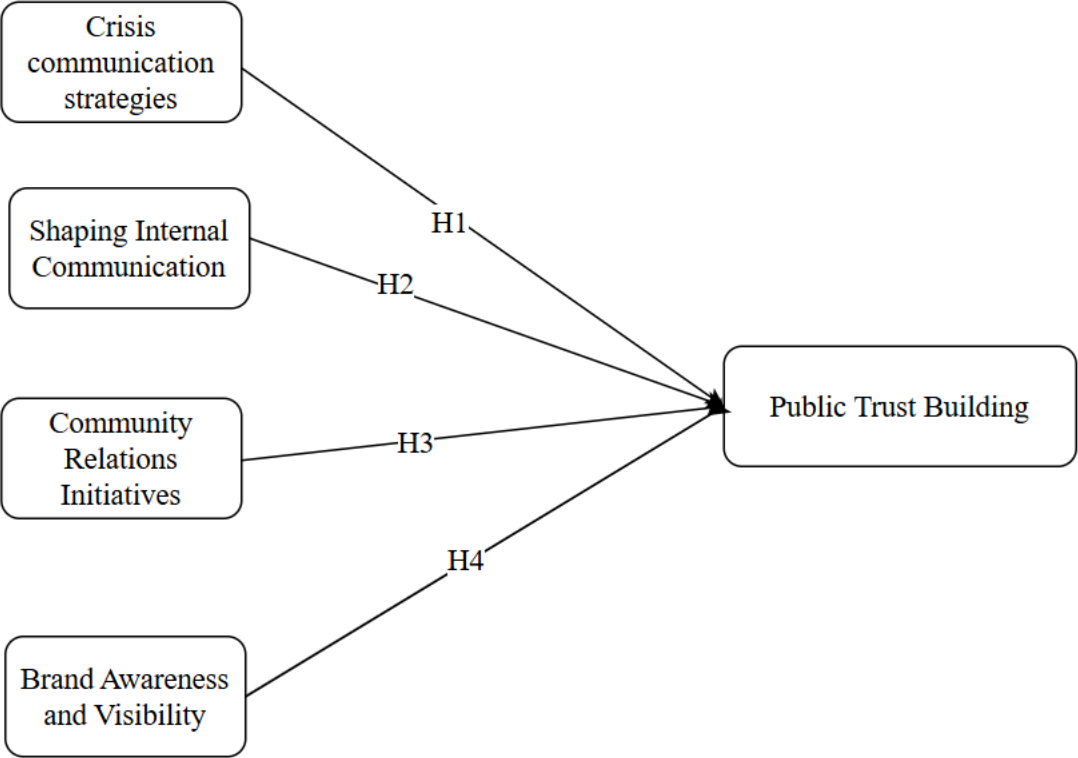 Crisis
communication
strategies
H1
Shaping Internal
Communication
H2
Public Trust Building
Community
Relations
Initiatives
H3
H4
Brand Awareness
and Visibility